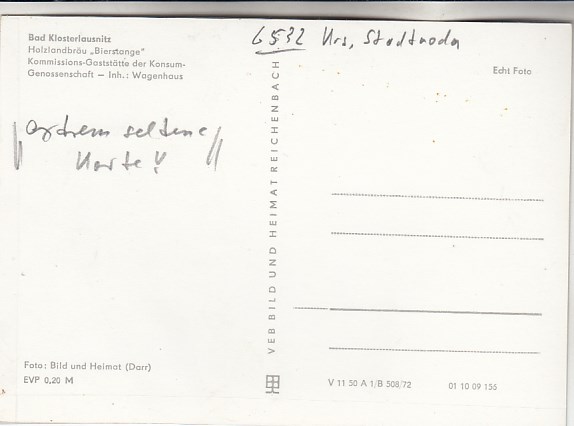 Bad Klosterlausnitz
Holzlandbräu „Bierstange"
Kommissions-Gaststätte der Konsum-
Genossenschaft — Inh.: Wagenhaus
6532 Krs, Stadtroda
Echt Foto
extrem seltene
Karte!
VEB BILD UND HEIMAT REICHENBACH
Foto: Bild und Heimat (Darr)
EVP 0,20 M
V 11 50 A 1/B 508/72
01 10 09 155